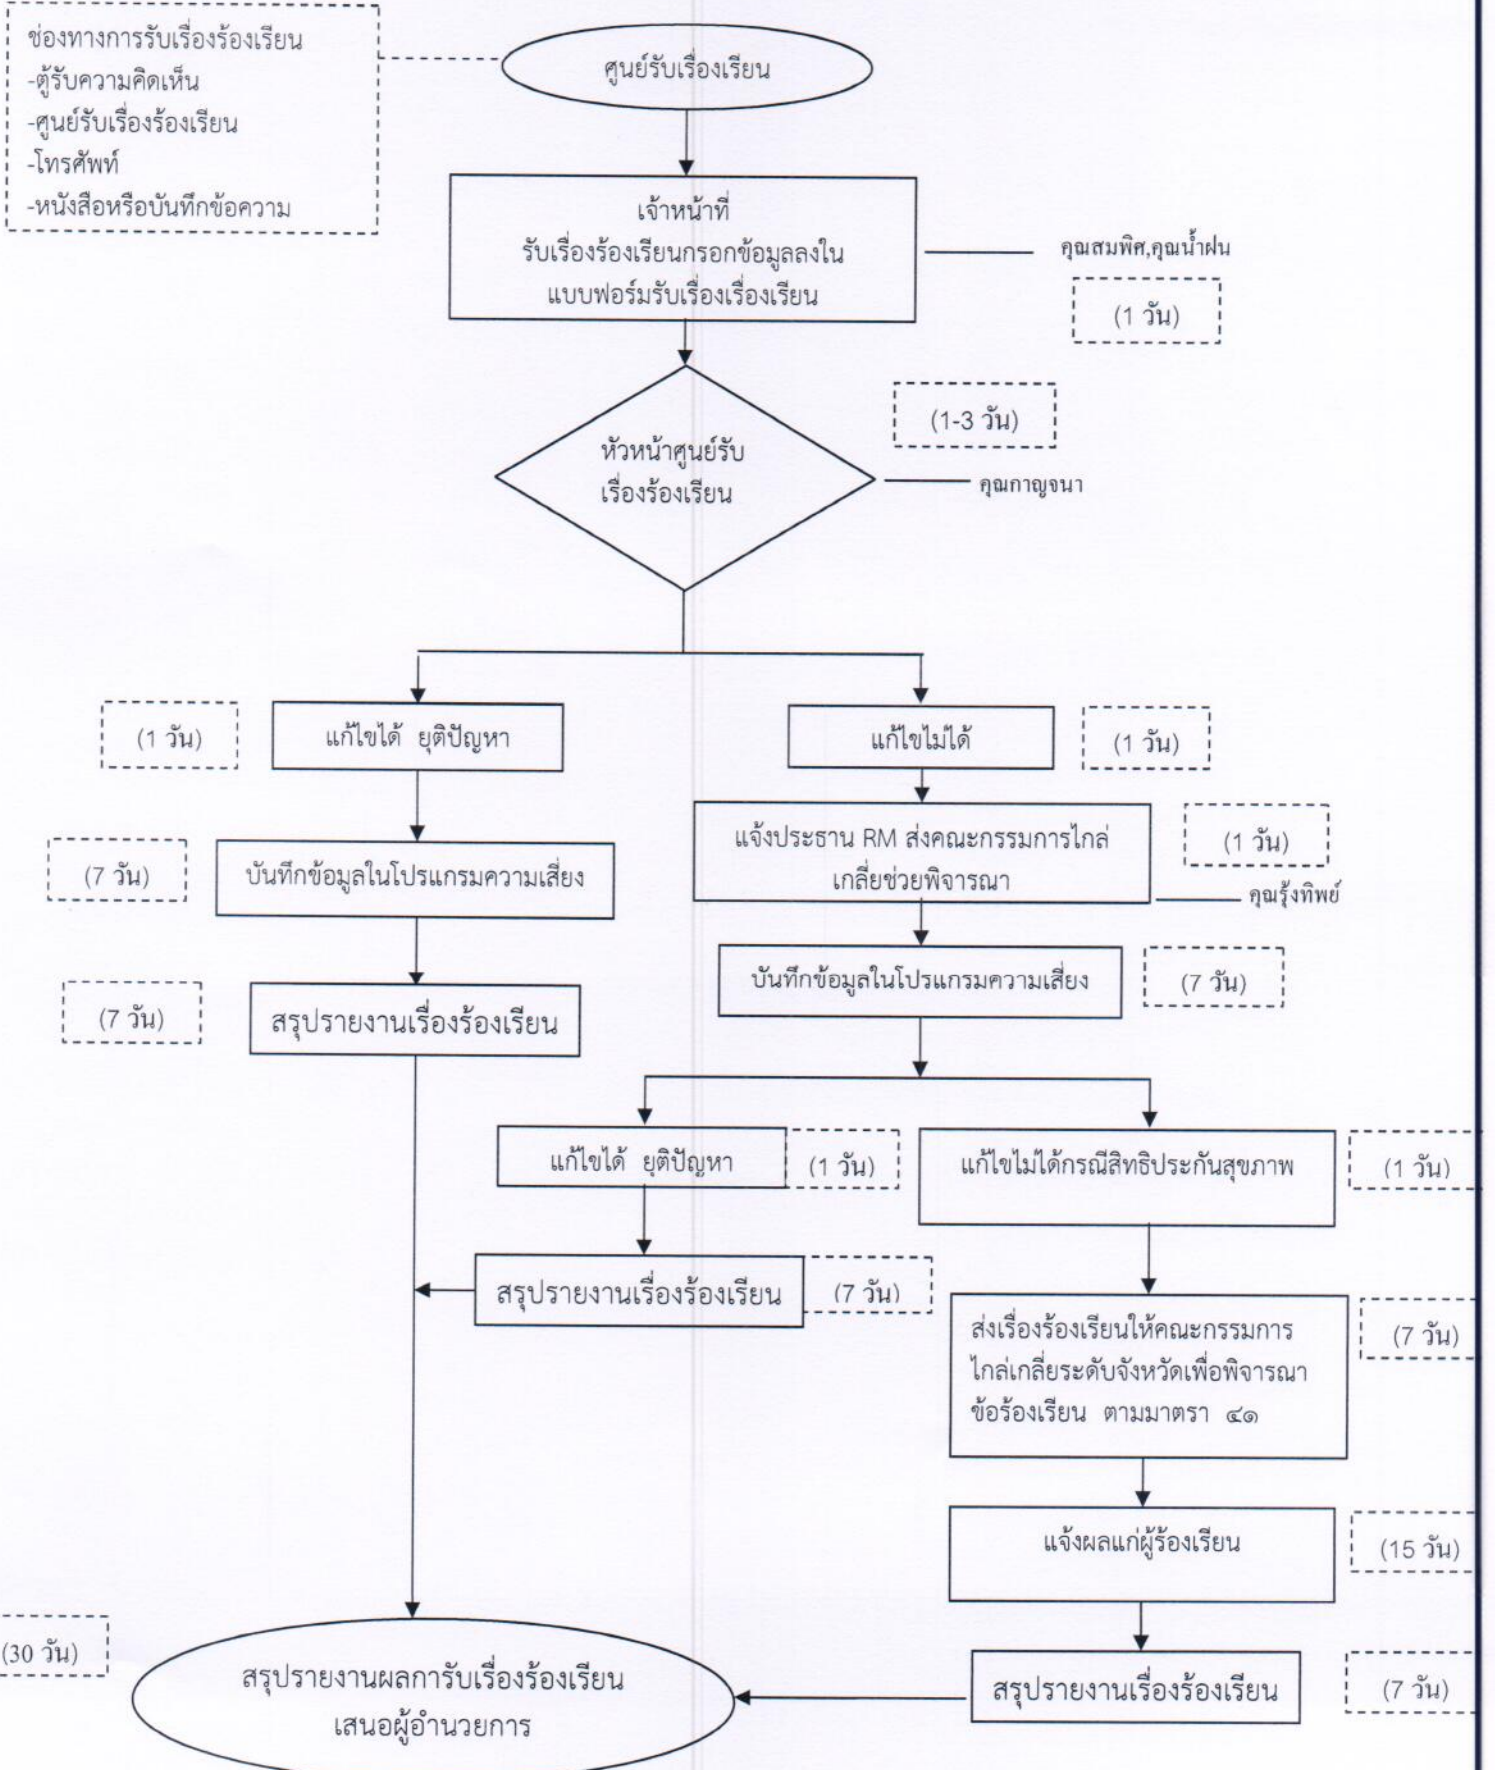 ช่องทางการรับเรื่องร้องเรียน
-ตู้รับความคิดเห็น
-ศูนย์รับเรื่องร้องเรียน
-โทรศัพท์
-หนังสือหรือบันทึกข้อความ
ศูนย์รับเรื่องเรียน
เจ้าหน้าที่
รับเรื่องร้องเรียนกรอกข้อมูลลงใน
แบบฟอร์มรับเรื่องเรื่องเรียน
คุณสมพิศ,คุณน้ำฝน
(1 วัน)
(1-3 วัน)
หัวหน้าศูนย์รับ
เรื่องร้องเรียน
คุณกาญจนา
(1 วัน)
แก้ไขได้ ยุติปัญหา
แก้ไขไม่ได้
(1 วัน)
(7 วัน)
บันทึกข้อมูลในโปรแกรมความเสี่ยง
แจ้งประธาน RM ส่งคณะกรรมการไกล่
เกลี่ยช่วยพิจารณา
(1 วัน)
คุณรุ้งทิพย์
บันทึกข้อมูลในโปรแกรมความเสี่ยง
(7 วัน)
(7 วัน)
สรุปรายงานเรื่องร้องเรียน
แก้ไขได้ ยุติปัญหา
(1 วัน)
แก้ไขไม่ได้กรณีสิทธิประกันสุขภาพ
(1 วัน)
สรุปรายงานเรื่องร้องเรียน
(7 วัน)
ส่งเรื่องร้องเรียนให้คณะกรรมการ
ไกล่เกลี่ยระดับจังหวัดเพื่อพิจารณา
ข้อร้องเรียน ตามมาตรา ๔๑
(7 วัน)
แจ้งผลแก่ผู้ร้องเรียน
(15 วัน)
(30 วัน)
สรุปรายงานผลการรับเรื่องร้องเรียน
เสนอผู้อำนวยการ
สรุปรายงานเรื่องร้องเรียน
(7 วัน)